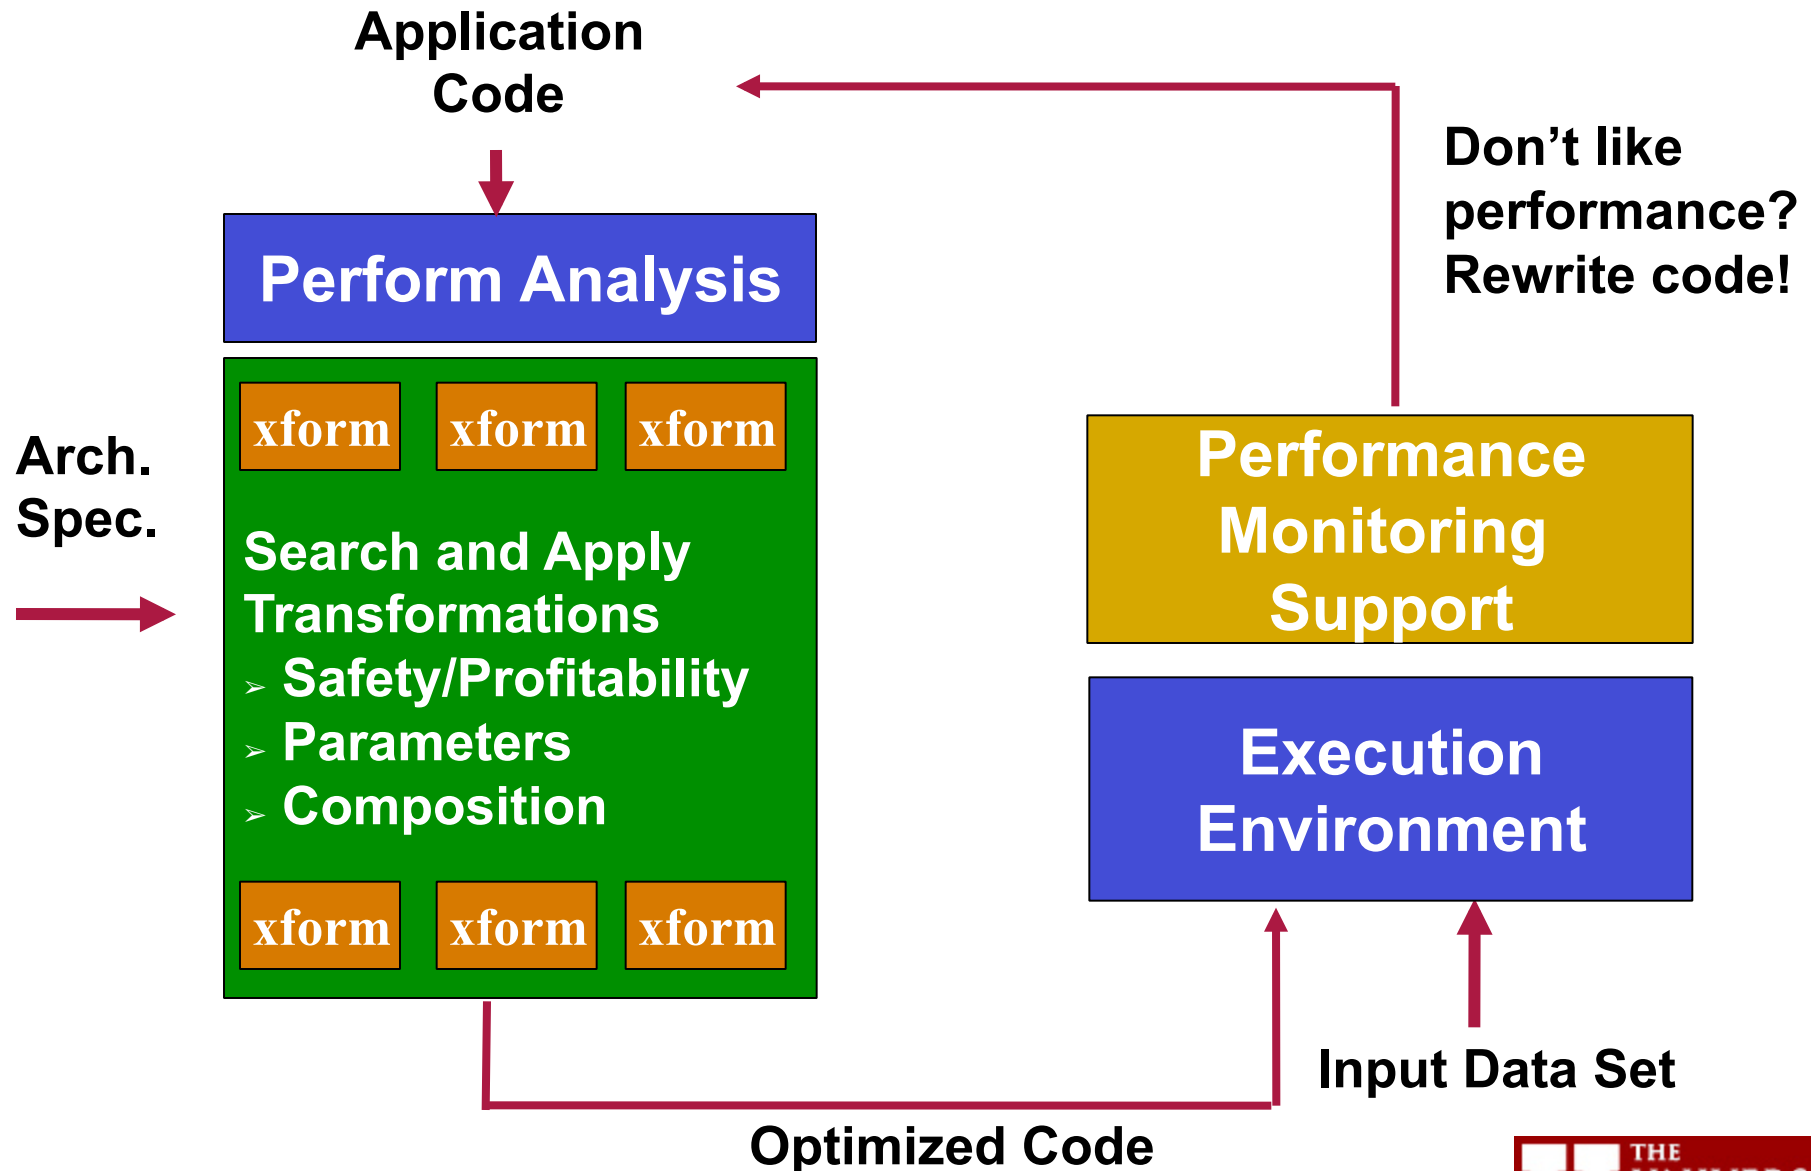 Application
Code
Don't like
performance?
Rewrite code!
Perform Analysis
xform xform xform
Arch.
Spec.
Search and Apply
Transformations
➢ Safety/Profitability
➢ Parameters
➢ Composition
xform xform xform
Performance
Monitoring
Support
Execution
Environment
Input Data Set
Optimized Code
THE